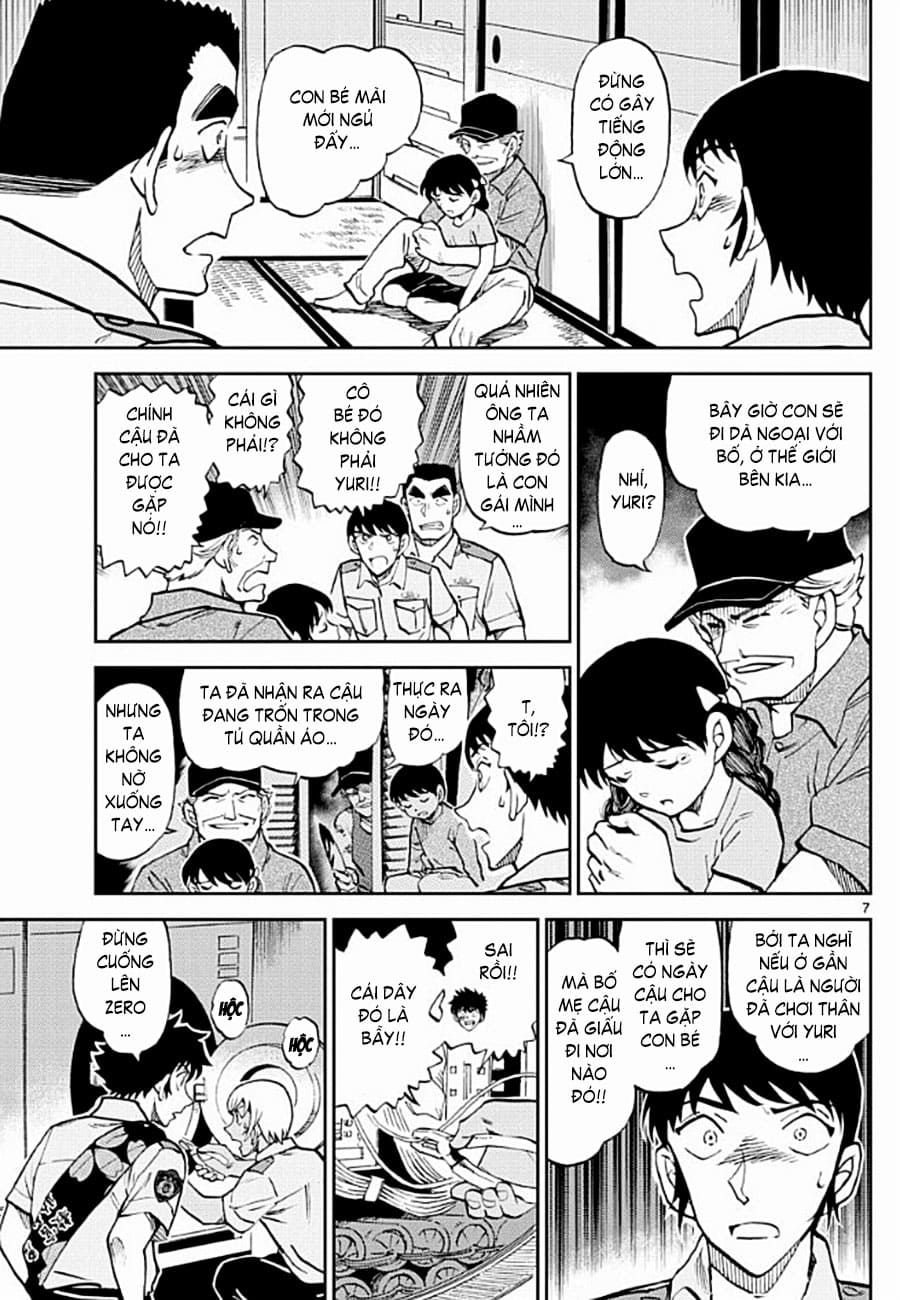 ĐỪNG
CÓ GÂY
TIẾNG
ĐỘNG
LỚN...
CON BÉ MÀI
MỚI NGỦ
ĐẤY...
BÂY GIỜ CON SẼ
ĐI DÃ NGOẠI VỚI
BỐ, Ở THẾ GIỚI
BÊN KIA...
NHỈ,
YURI?
QUẢ NHIÊN
ÔNG TA
NHẦM
TƯỞNG ĐÓ
LÀ CON
GÁI MÌNH
...
CÔ
BÉ ĐÓ
KHÔNG
PHẢI
YURI!!
CÁI GÌ
KHÔNG
PHẢI!?
CHÍNH
CẬU ĐÃ
CHO TA
ĐƯỢC
GẶP
NÓ!!
T,
TÔI!?
THỰC RA
NGÀY
ĐÓ...
TA ĐÃ NHẬN RA CẬU
ĐANG TRỐN TRONG
TỦ QUẦN ÁO...
NHƯNG
TA
KHÔNG
NỠ
XUỐNG
TAY...
7
BỞI TA NGHĨ
NẾU Ở GẦN
CẬU LÀ NGƯỜI
ĐÃ CHƠI THÂN
VỚI YURI
...
THÌ SẼ
CÓ NGÀY
CẬU CHO
TA GẶP
CON BÉ
...
MÀ BỐ
MẸ CẬU
ĐÃ GIẤU
ĐI NƠI
NÀO
ĐÓ!!
SAI
RỒI!!
CÁI DÂY
ĐÓ LÀ
BẪY!!
ĐỪNG
CUỐNG
LÊN
ZERO
...
HỘC
HỘC